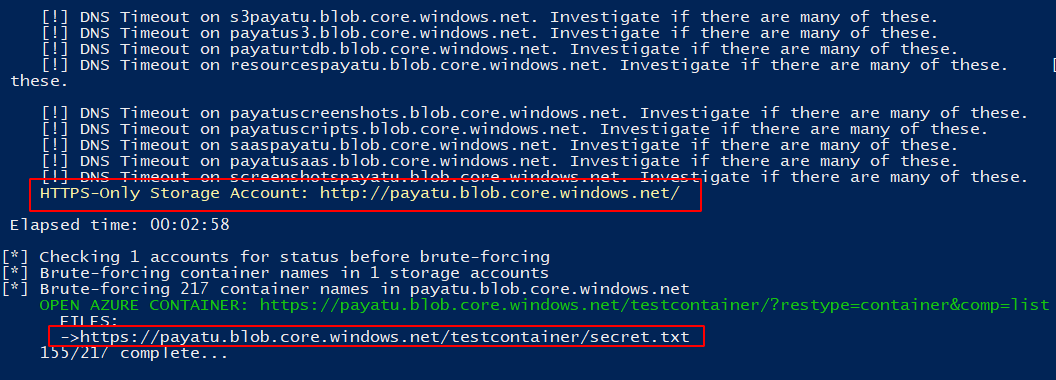 [!] DNS Timeout on s3payatu.blob.core.windows.net. Investigate if there are many of these.
[!] DNS Timeout on payatus3.blob.core.windows.net. Investigate if there are many of these.
[!] DNS Timeout on payaturtdb.blob.core.windows.net. Investigate if there are many of these.
[!] DNS Timeout on resourcespayatu.blob.core.windows.net. Investigate if there are many of these. [
these.
[!] DNS Timeout on payatuscreenshots.blob.core.windows.net. Investigate if there are many of these.
[!] DNS Timeout on payatuscripts.blob.core.windows.net. Investigate if there are many of these.
[!] DNS Timeout on saaspayatu.blob.core.windows.net. Investigate if there are many of these.
[!] DNS Timeout on payatusaas.blob.core.windows.net. Investigate if there are many of these.
[!] DNS Timeout on screenshotspayatu.blob.core.windows.net. Investigate if there are many of these.
HTTPS-Only Storage Account: http://payatu.blob.core.windows.net/
Elapsed time: 00:02:58
[*] Checking 1 accounts for status before brute-forcing
[*] Brute-forcing container names in 1 storage accounts
[*] Brute-forcing 217 container names in payatu.blob.core.windows.net
OPEN AZURE CONTAINER: https://payatu.blob.core.windows.net/testcontainer/?restype=container&comp=list
FILES:
->https://payatu.blob.core.windows.net/testcontainer/secret.txt
155/217 complete...